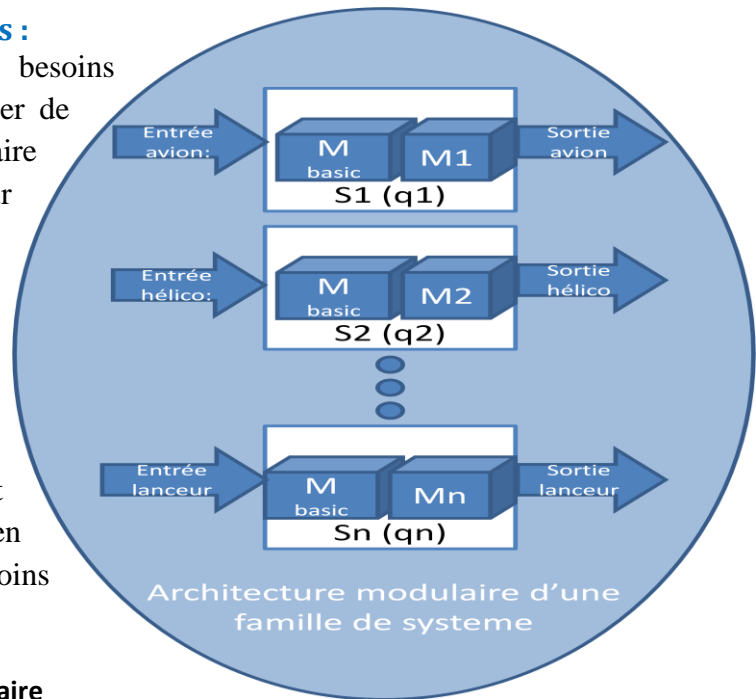 s :
besoins
er de
aire
r
t
en
oins
aire
Entrée
avion:
M
basic
M1
S1 (q1)
Sortie
avion
Entrée
hélico:
M
basic
M2
S2 (q2)
Sortie
hélico
Entrée
lanceur
M
basic
Mn
Sn (qn)
Sortie
lanceur
Architecture modulaire d’une
famille de systeme